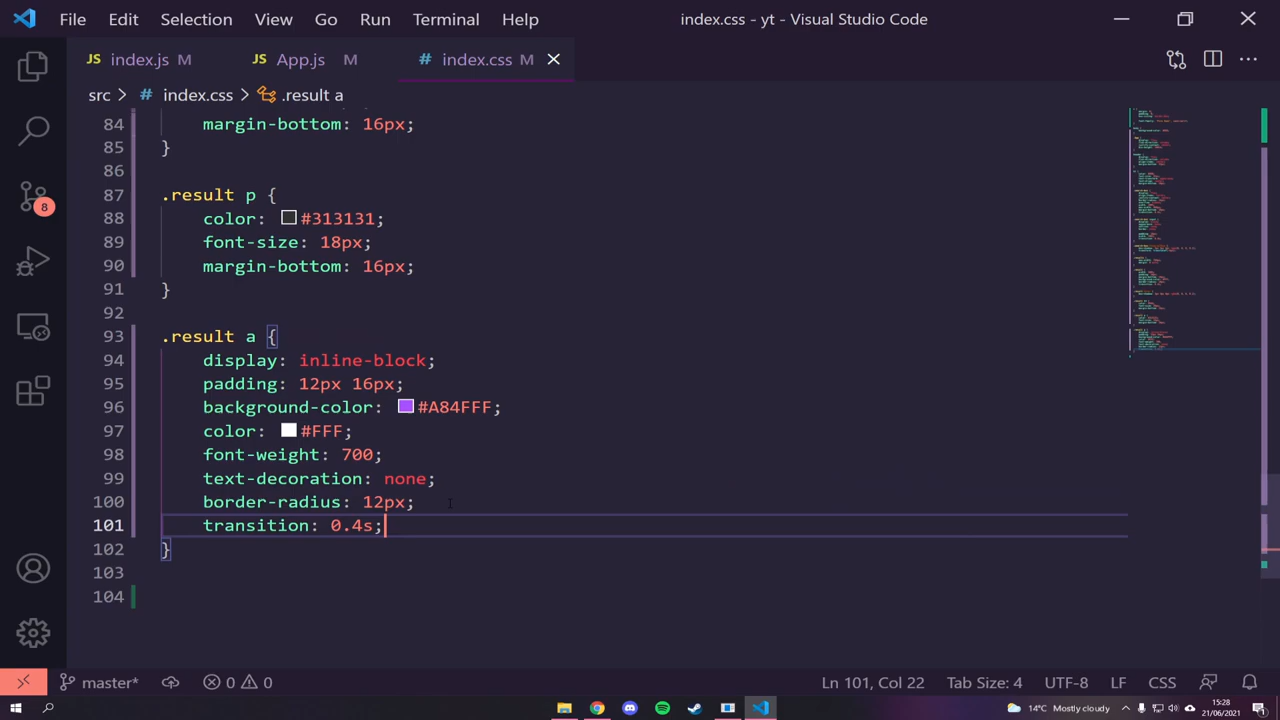 File Edit Selection View Go Run Terminal Help index.css - yt - Visual Studio Code
JS index.js M JS App.js M # index.css M
src > # index.css > .result a
84 margin-bottom: 16px;
85 }
86
87 .result p {
88 color: #313131;
89 font-size: 18px;
90 margin-bottom: 16px;
91 }
92
93 .result a {
94 display: inline-block;
95 padding: 12px 16px;
96 background-color: #A84FFF;
97 color: #FFF;
98 font-weight: 700;
99 text-decoration: none;
100 border-radius: 12px;
101 transition: 0.4s;
102 }
103
104
8
master* 0 0 Ln 101, Col 22 Tab Size: 4 UTF-8 LF CSS
14°C Mostly cloudy 15:28
21/06/2021